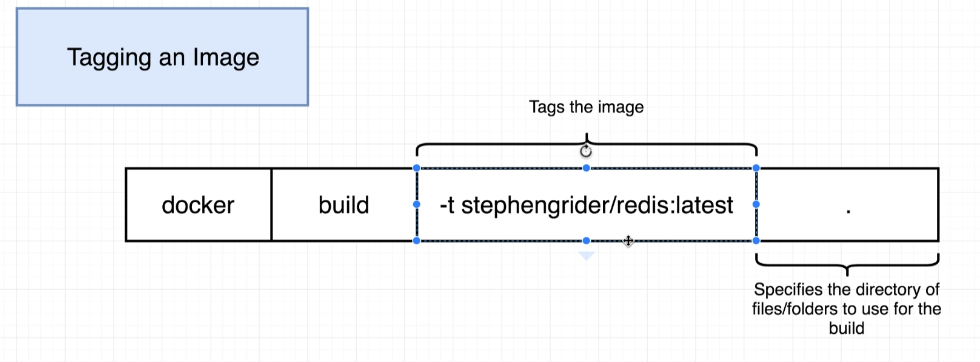 Tagging an Image
Tags the image
docker
build
-t stephengrider/redis:latest
.
Specifies the directory of
files/folders to use for the
build